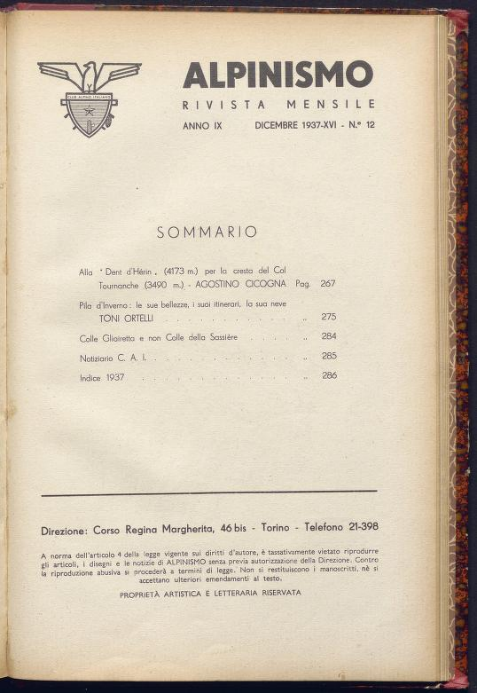 ALPINISMO
RIVISTA MENSILE
ANNO IX DICEMBRE 1937-XVI - N.º 12
SOMMARIO
Alla ' Dent d'Hérin , (4173 m.) per la cresta del Col
Tournanche (3490 m.) - AGOSTINO CICOGNA Pag. 267
Pila d'Inverno: le sue bellezze, i suoi itinerari, la sua neve
TONI ORTELLI . . . . . . . . . „ 275
Colle Gliairetta e non Colle della Sassière . . . . „ 284
Notiziario C. A. I. . . . . . . . . . . „ 285
Indice 1937 . . . . . . . . . . . „ 286
Direzione: Corso Regina Margherita, 46 bis - Torino - Telefono 21-398
A norma dell'articolo 4 della legge vigente sui diritti d'autore, è tassativamente vietato riprodurre
gli articoli, i disegni e le notizie di ALPINISMO senza previa autorizzazione della Direzione. Contro
la riproduzione abusiva si procederà a termini di legge. Non si restituiscono i manoscritti, nè si
accettano ulteriori emendamenti al testo.
PROPRIETÀ ARTISTICA E LETTERARIA RISERVATA